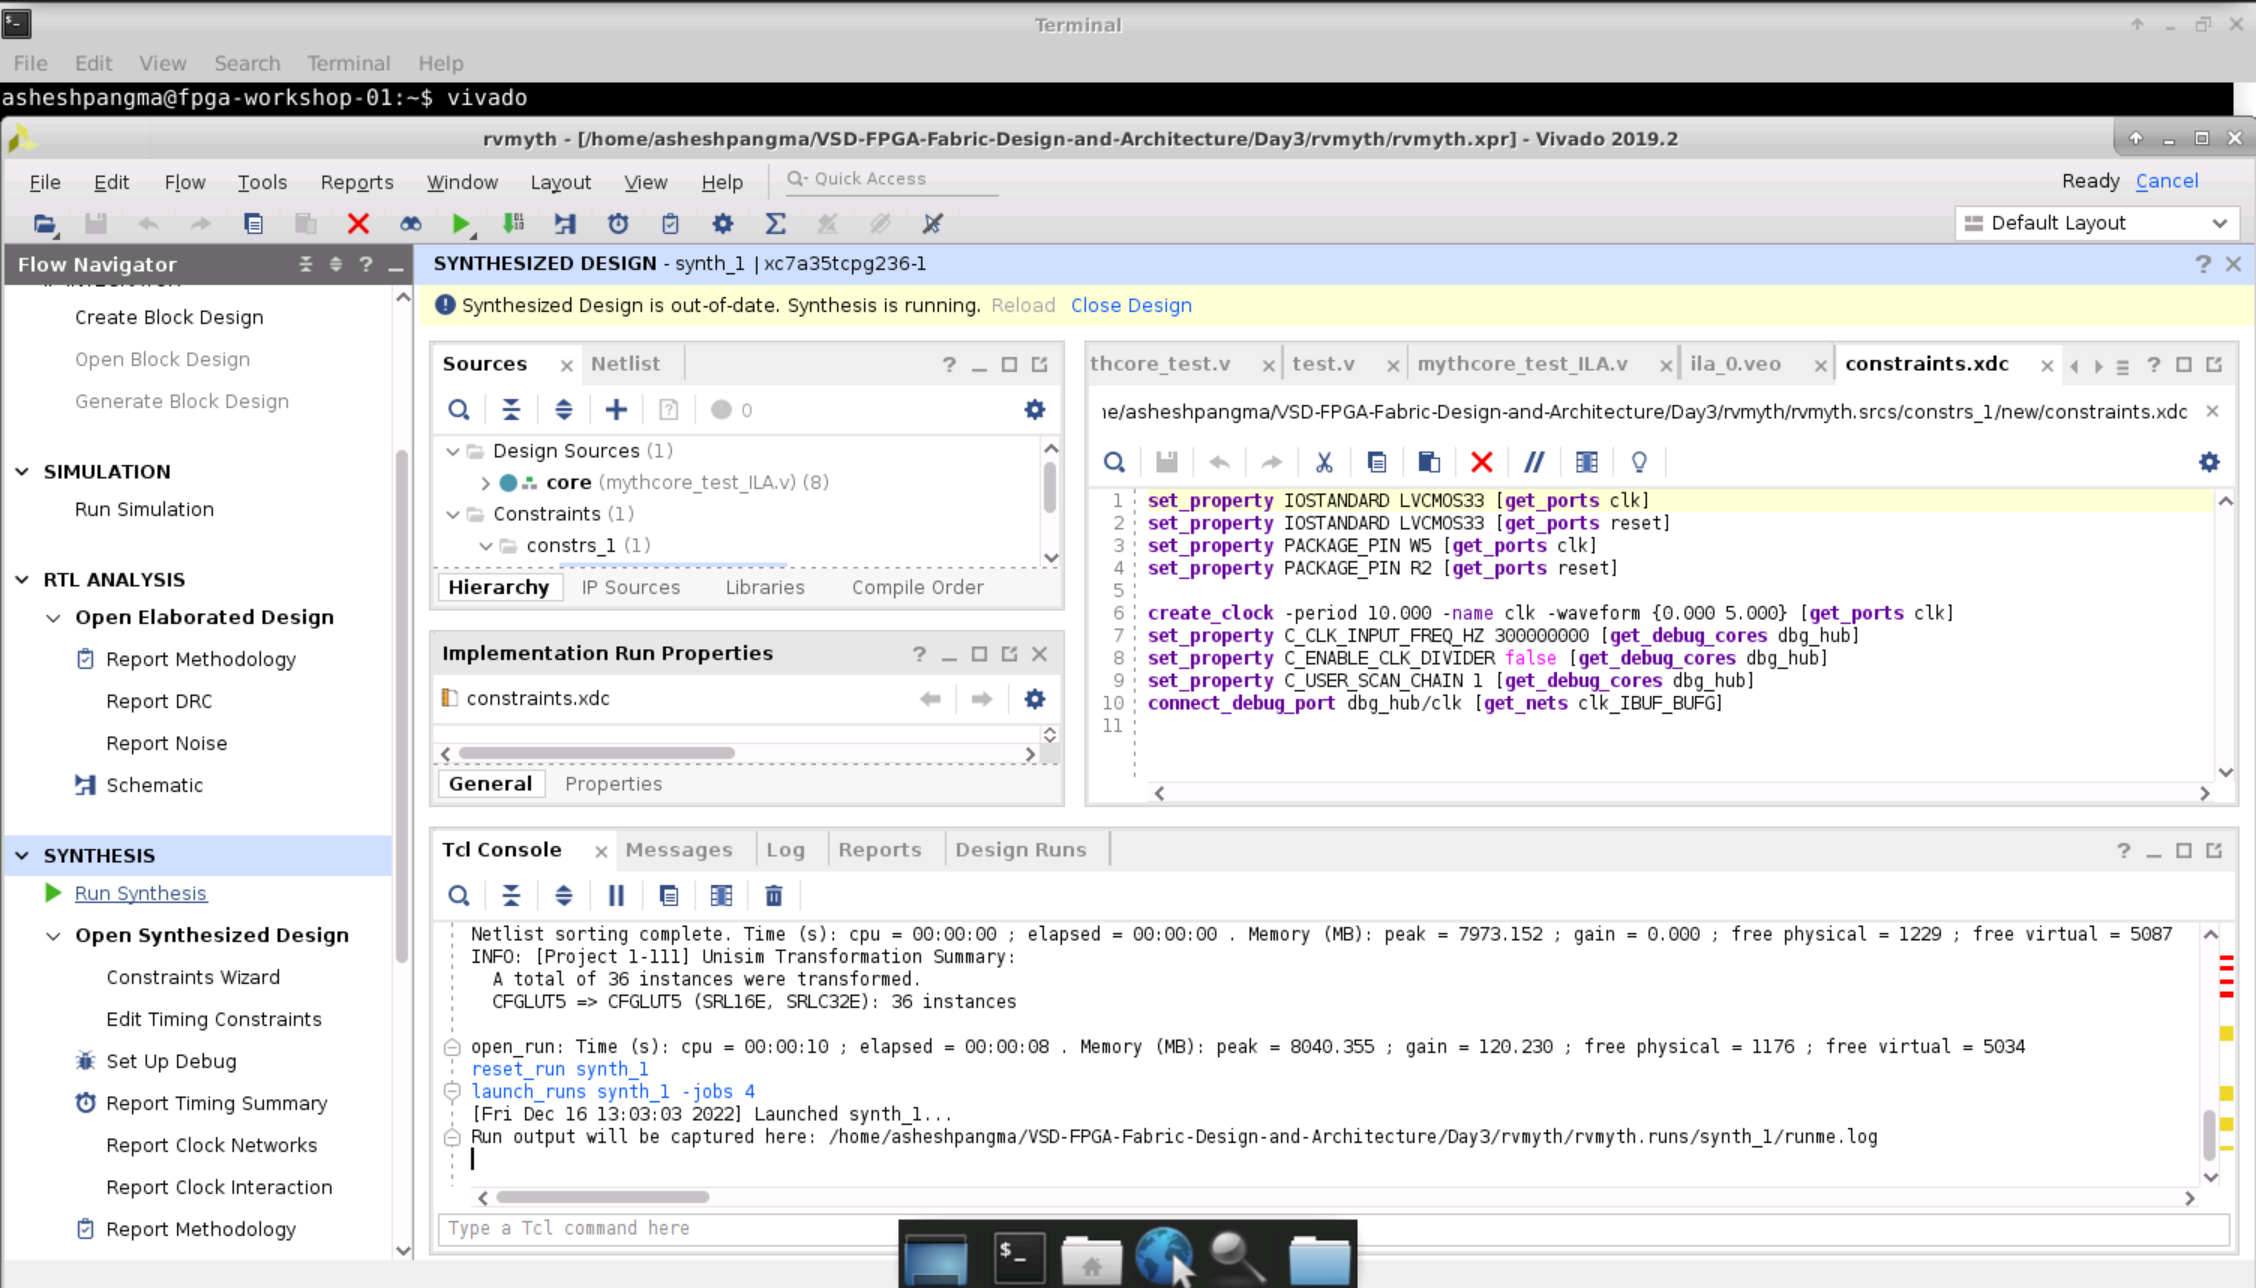 Terminal
File Edit View Search Terminal Help
asheshpangma@fpga-workshop-01:~$ vivado
rvmyth - [/home/asheshpangma/VSD-FPGA-Fabric-Design-and-Architecture/Day3/rvmyth/rvmyth.xpr] - Vivado 2019.2
File Edit Flow Tools Reports Window Layout View Help Quick Access
Ready Cancel
Default Layout
Flow Navigator
Create Block Design
Open Block Design
Generate Block Design
SIMULATION
Run Simulation
RTL ANALYSIS
Open Elaborated Design
Report Methodology
Report DRC
Report Noise
Schematic
SYNTHESIS
Run Synthesis
Open Synthesized Design
Constraints Wizard
Edit Timing Constraints
Set Up Debug
Report Timing Summary
Report Clock Networks
Report Clock Interaction
Report Methodology
SYNTHESIZED DESIGN - synth_1 | xc7a35tcpg236-1
Synthesized Design is out-of-date. Synthesis is running. Reload Close Design
Sources Netlist
0
Design Sources (1)
core (mythcore_test_ILA.v) (8)
Constraints (1)
constrs_1 (1)
Hierarchy IP Sources Libraries Compile Order
Implementation Run Properties
constraints.xdc
General Properties
thcore_test.v test.v mythcore_test_ILA.v ila_0.veo constraints.xdc
ne/asheshpangma/VSD-FPGA-Fabric-Design-and-Architecture/Day3/rvmyth/rvmyth.srcs/constrs_1/new/constraints.xdc
1 set_property IOSTANDARD LVCMOS33 [get_ports clk]
2 set_property IOSTANDARD LVCMOS33 [get_ports reset]
3 set_property PACKAGE_PIN W5 [get_ports clk]
4 set_property PACKAGE_PIN R2 [get_ports reset]
5
6 create_clock -period 10.000 -name clk -waveform {0.000 5.000} [get_ports clk]
7 set_property C_CLK_INPUT_FREQ_HZ 300000000 [get_debug_cores dbg_hub]
8 set_property C_ENABLE_CLK_DIVIDER false [get_debug_cores dbg_hub]
9 set_property C_USER_SCAN_CHAIN 1 [get_debug_cores dbg_hub]
10 connect_debug_port dbg_hub/clk [get_nets clk_IBUF_BUFG]
11
Tcl Console Messages Log Reports Design Runs
Netlist sorting complete. Time (s): cpu = 00:00:00 ; elapsed = 00:00:00 . Memory (MB): peak = 7973.152 ; gain = 0.000 ; free physical = 1229 ; free virtual = 5087
INFO: [Project 1-111] Unisim Transformation Summary:
A total of 36 instances were transformed.
CFGLUT5 => CFGLUT5 (SRL16E, SRLC32E): 36 instances
open_run: Time (s): cpu = 00:00:10 ; elapsed = 00:00:08 . Memory (MB): peak = 8040.355 ; gain = 120.230 ; free physical = 1176 ; free virtual = 5034
reset_run synth_1
launch_runs synth_1 -jobs 4
[Fri Dec 16 13:03:03 2022] Launched synth_1...
Run output will be captured here: /home/asheshpangma/VSD-FPGA-Fabric-Design-and-Architecture/Day3/rvmyth/rvmyth.runs/synth_1/runme.log
Type a Tcl command here